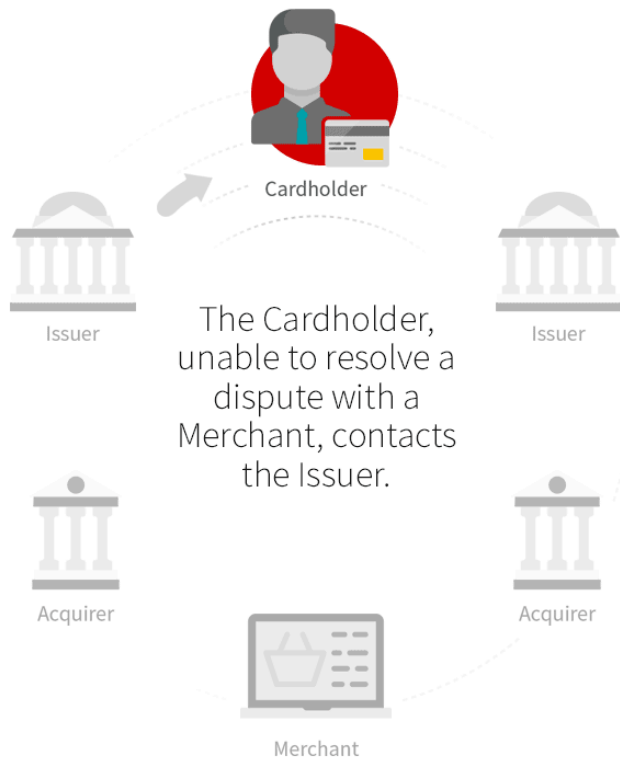 Cardholder
Issuer
Issuer
The Cardholder,
unable to resolve a
dispute with a
Merchant, contacts
the Issuer.
Acquirer
Acquirer
Merchant